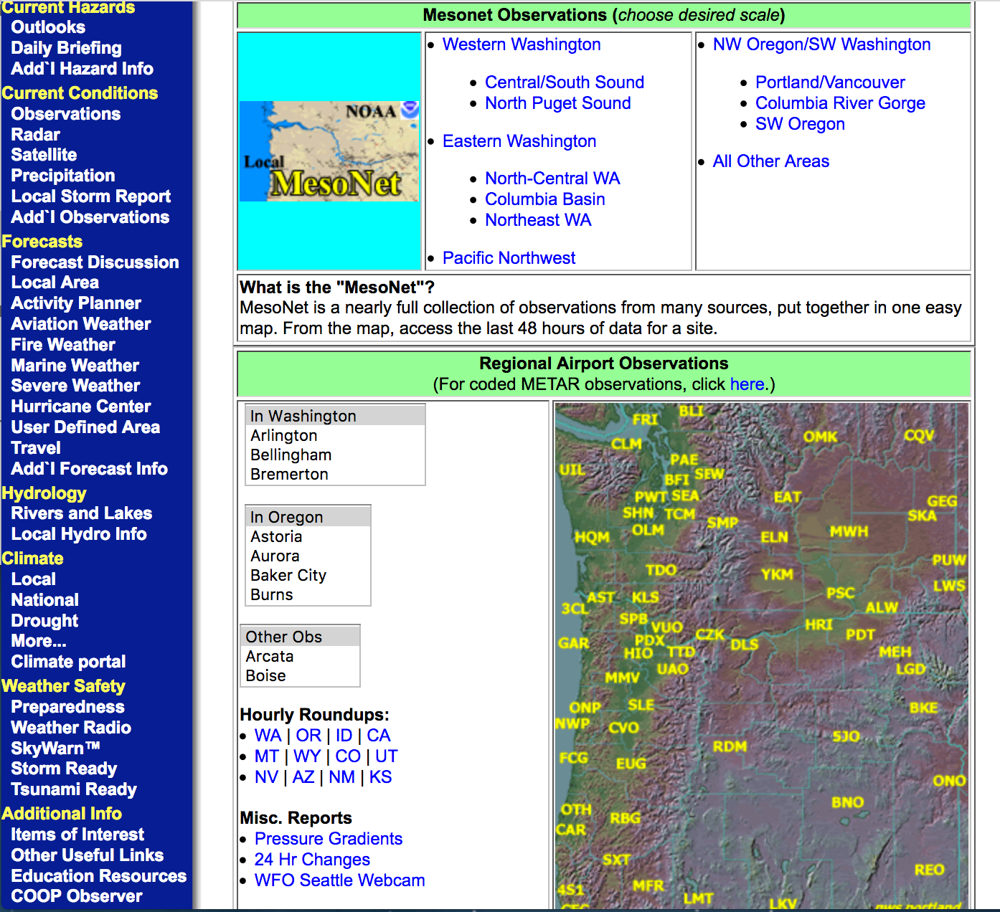 Current Hazards
Outlooks
Daily Briefing
Add`l Hazard Info
Current Conditions
Observations
Radar
Satellite
Precipitation
Local Storm Report
Add`l Observations
Forecasts
Forecast Discussion
Local Area
Activity Planner
Aviation Weather
Fire Weather
Marine Weather
Severe Weather
Hurricane Center
User Defined Area
Travel
Add`l Forecast Info
Hydrology
Rivers and Lakes
Local Hydro Info
Climate
Local
National
Drought
More...
Climate portal
Weather Safety
Preparedness
Weather Radio
SkyWarn™
Storm Ready
Tsunami Ready
Additional Info
Items of Interest
Other Useful Links
Education Resources
COOP Observer
Mesonet Observations (choose desired scale)
NOAA
Local
MesoNet
• Western Washington
• Central/South Sound
• North Puget Sound
• Eastern Washington
• North-Central WA
• Columbia Basin
• Northeast WA
• Pacific Northwest
• NW Oregon/SW Washington
• Portland/Vancouver
• Columbia River Gorge
• SW Oregon
• All Other Areas
What is the "MesoNet"?
MesoNet is a nearly full collection of observations from many sources, put together in one easy
map. From the map, access the last 48 hours of data for a site.
Regional Airport Observations
(For coded METAR observations, click here.)
In Washington
Arlington
Bellingham
Bremerton
In Oregon
Astoria
Aurora
Baker City
Burns
Other Obs
Arcata
Boise
Hourly Roundups:
• WA | OR | ID | CA
• MT | WY | CO | UT
• NV | AZ | NM | KS
Misc. Reports
• Pressure Gradients
• 24 Hr Changes
• WFO Seattle Webcam
BLI
FRI
OMK
CQV
CLM
PAE
UIL
BFI
SEW
PWT SEA
EAT
GEG
SHN
TCM
SKA
SMP
OLM
HQM
ELN
MWH
PUW
TDO
YKM
LWS
AST
KLS
PSC
3CL
ALW
SPB
VUO
HRI
CZK
PDT
GAR
PDX
DLS
HIO
TTD
MEH
UAO
LGD
MMV
SLE
ONP
BKE
NWP
CVO
5JO
RDM
FCG
EUG
ONO
BNO
OTH
RBG
CAR
SXT
REO
4S1
MFR
LMT
LKV
CEC
nws portland